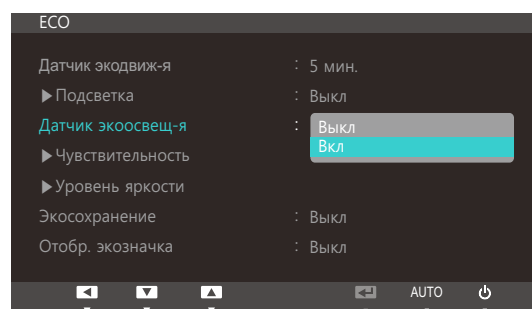 ECO
Датчик экодвиж-я : 5 мин.
▶Подсветка : Выкл
Датчик экоосвещ-я : Выкл
Вкл
▶Чувствительность
▶Уровень яркости
Экосохранение : Выкл
Отобр. экозначка : Выкл
AUTO